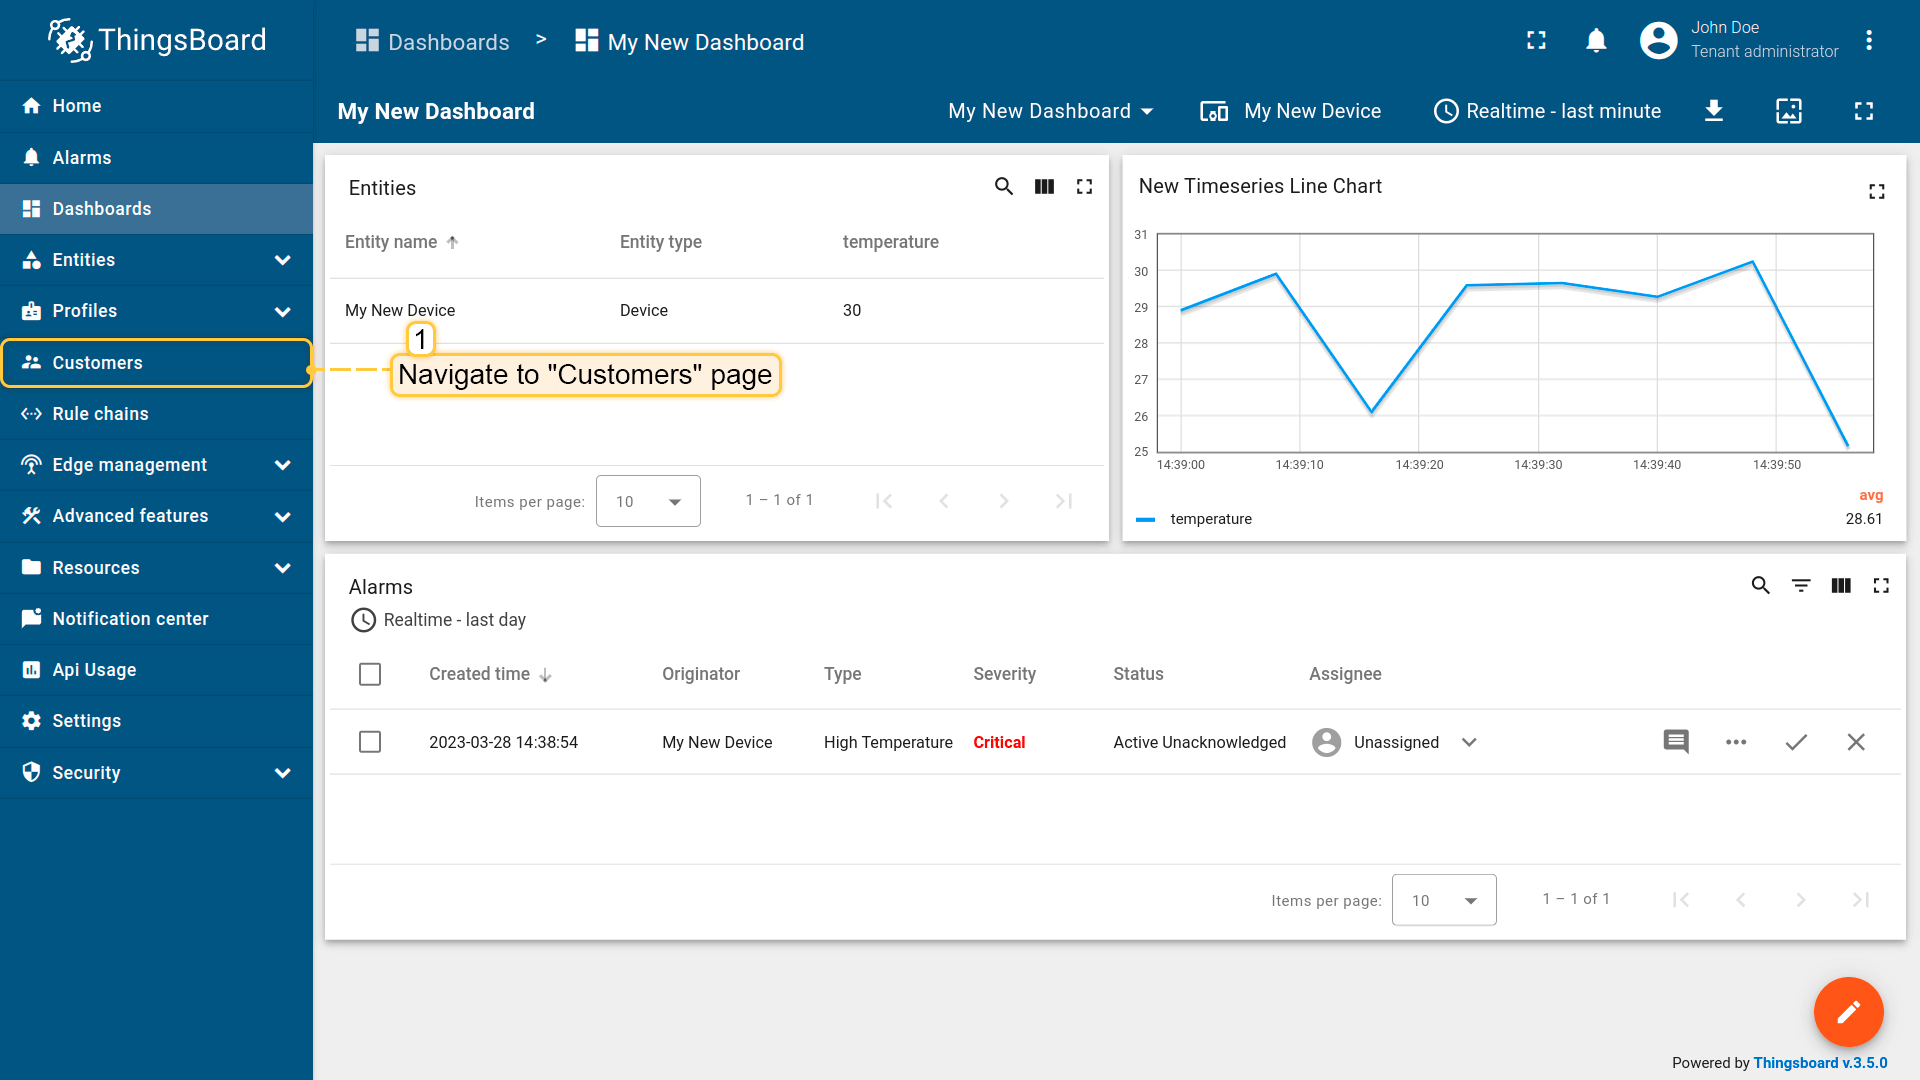 ThingsBoard
Dashboards > My New Dashboard
John Doe
Tenant administrator
Home
Alarms
Dashboards
Entities
Profiles
Customers
Rule chains
Edge management
Advanced features
Resources
Notification center
Api Usage
Settings
Security
My New Dashboard
My New Dashboard
My New Device
Realtime - last minute
Entities
Entity name Entity type temperature
My New Device Device 30
1
Navigate to "Customers" page
Items per page: 10 1 – 1 of 1
New Timeseries Line Chart
31
30
29
28
27
26
25
14:39:00 14:39:10 14:39:20 14:39:30 14:39:40 14:39:50
avg
temperature 28.61
Alarms
Realtime - last day
Created time Originator Type Severity Status Assignee
2023-03-28 14:38:54 My New Device High Temperature Critical Active Unacknowledged Unassigned
Items per page: 10 1 – 1 of 1
Powered by Thingsboard v.3.5.0